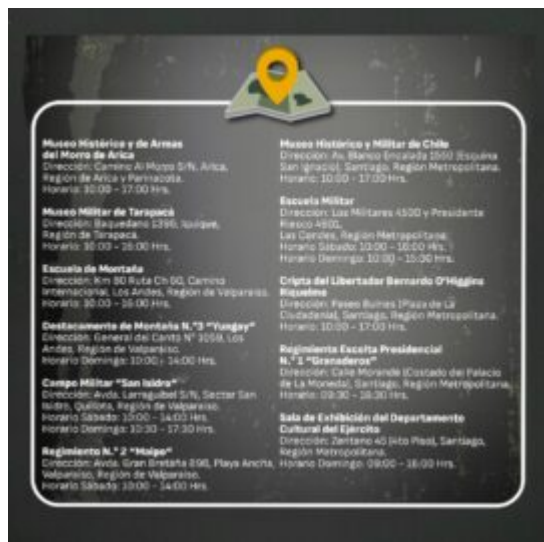 Museo Histórico y de Armas
del Morro de Arica
Dirección: Camino Al Morro S/N, Arica,
Región de Arica y Parinacota.
Horario: 10:00 - 17:00 Hrs.
Museo Militar de Tarapacá
Dirección: Baquedano 1396, Iquique,
Región de Tarapacá.
Horario: 10:00 - 16:00 Hrs.
Escuela de Montaña
Dirección: Km 90 Ruta Ch 60, Camino
Internacional, Los Andes, Región de Valparaíso.
Horario: 10:00 - 16:00 Hrs.
Destacamento de Montaña N.°3 "Yungay"
Dirección: General del Canto N° Los
Andes, Región de Valparaíso.
Horario Domingo: 10:00 - 14:00 Hrs.
Campo Militar "San Isidro"
Dirección: Avda. Larraguibel S/N, Sector San
Isidro, Quillota, Región de Valparaíso.
Horario Sábado: 10:00 - 14:00 Hrs.
Horario Domingo: 10:30 - 17:30 Hrs.
Regimiento N.° 2 "Maipo"
Dirección: Avda. Gran Bretaña Playa Ancha,
Valparaíso, Región de Valparaíso.
Horario Sábado: 10:00 - 14:00 Hrs.
Museo Histórico y Militar de Chile
Dirección: Av. Blanco Encalada 1550 (Esquina
San Ignacio), Santiago, Región Metropolitana.
Horario: 10:00 - 17:00 Hrs.
Escuela Militar
Dirección: Los Militares 4500 y Presidente
Riesco
Las Condes, Región Metropolitana.
Horario Sábado: 10:00 - Hrs.
Horario Domingo: 10:00 - 15:30 Hrs.
Cripta del Libertador Bernardo O'Higgins
Riquelme
Dirección: Paseo Bulnes (Plaza de La
Ciudadanía), Santiago, Región Metropolitana.
Horario: 10:00 - 17:00 Hrs.
Regimiento Escolta Presidencial
N.° 1 "Granaderos"
Dirección: Calle Morandé (Costado del Palacio
de La Moneda), Santiago, Región Metropolitana.
Horario: 09:30 - 16:30 Hrs.
Sala de Exhibición del Departamento
Cultural del Ejército
Dirección: Zenteno 45 (4to Piso), Santiago,
Región Metropolitana.
Horario Domingo: 09:00 - 16:00 Hrs.